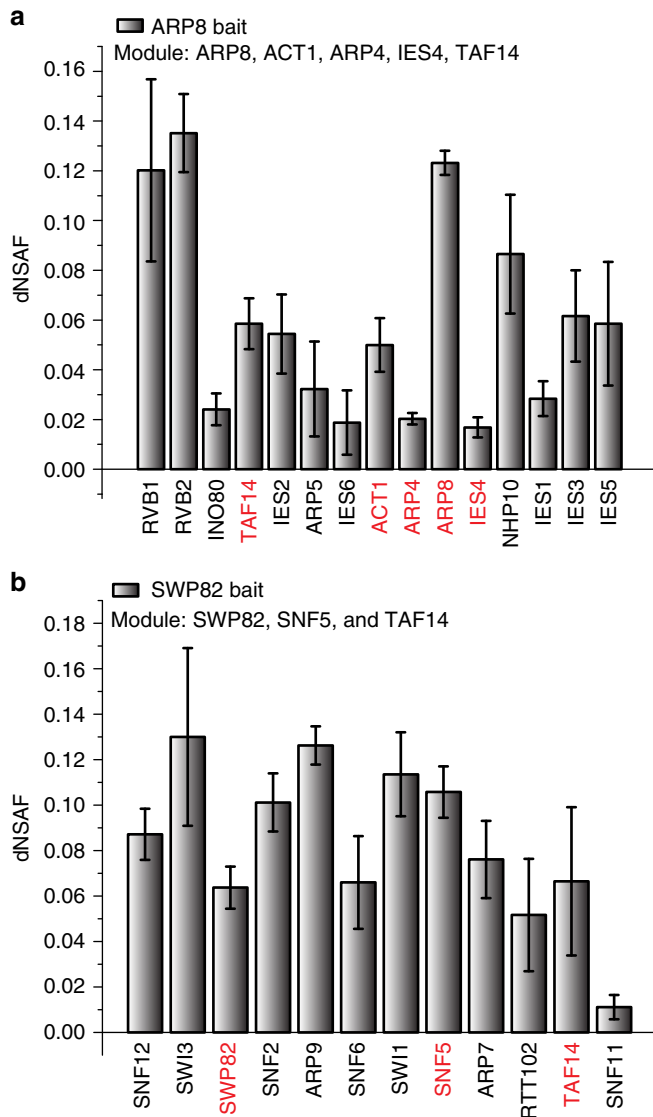 a
ARP8 bait
Module: ARP8, ACT1, ARP4, IES4, TAF14
dNSAF
0.16
0.14
0.12
0.10
0.08
0.06
0.04
0.02
0.00
RVB1
RVB2
INO80
TAF14
IES2
ARP5
IES6
ACT1
ARP4
ARP8
IES4
NHP10
IES1
IES3
IES5
b
SWP82 bait
Module: SWP82, SNF5, and TAF14
dNSAF
0.18
0.16
0.14
0.12
0.10
0.08
0.06
0.04
0.02
0.00
SNF12
SWI3
SWP82
SNF2
ARP9
SNF6
SWI1
SNF5
ARP7
RTT102
TAF14
SNF11